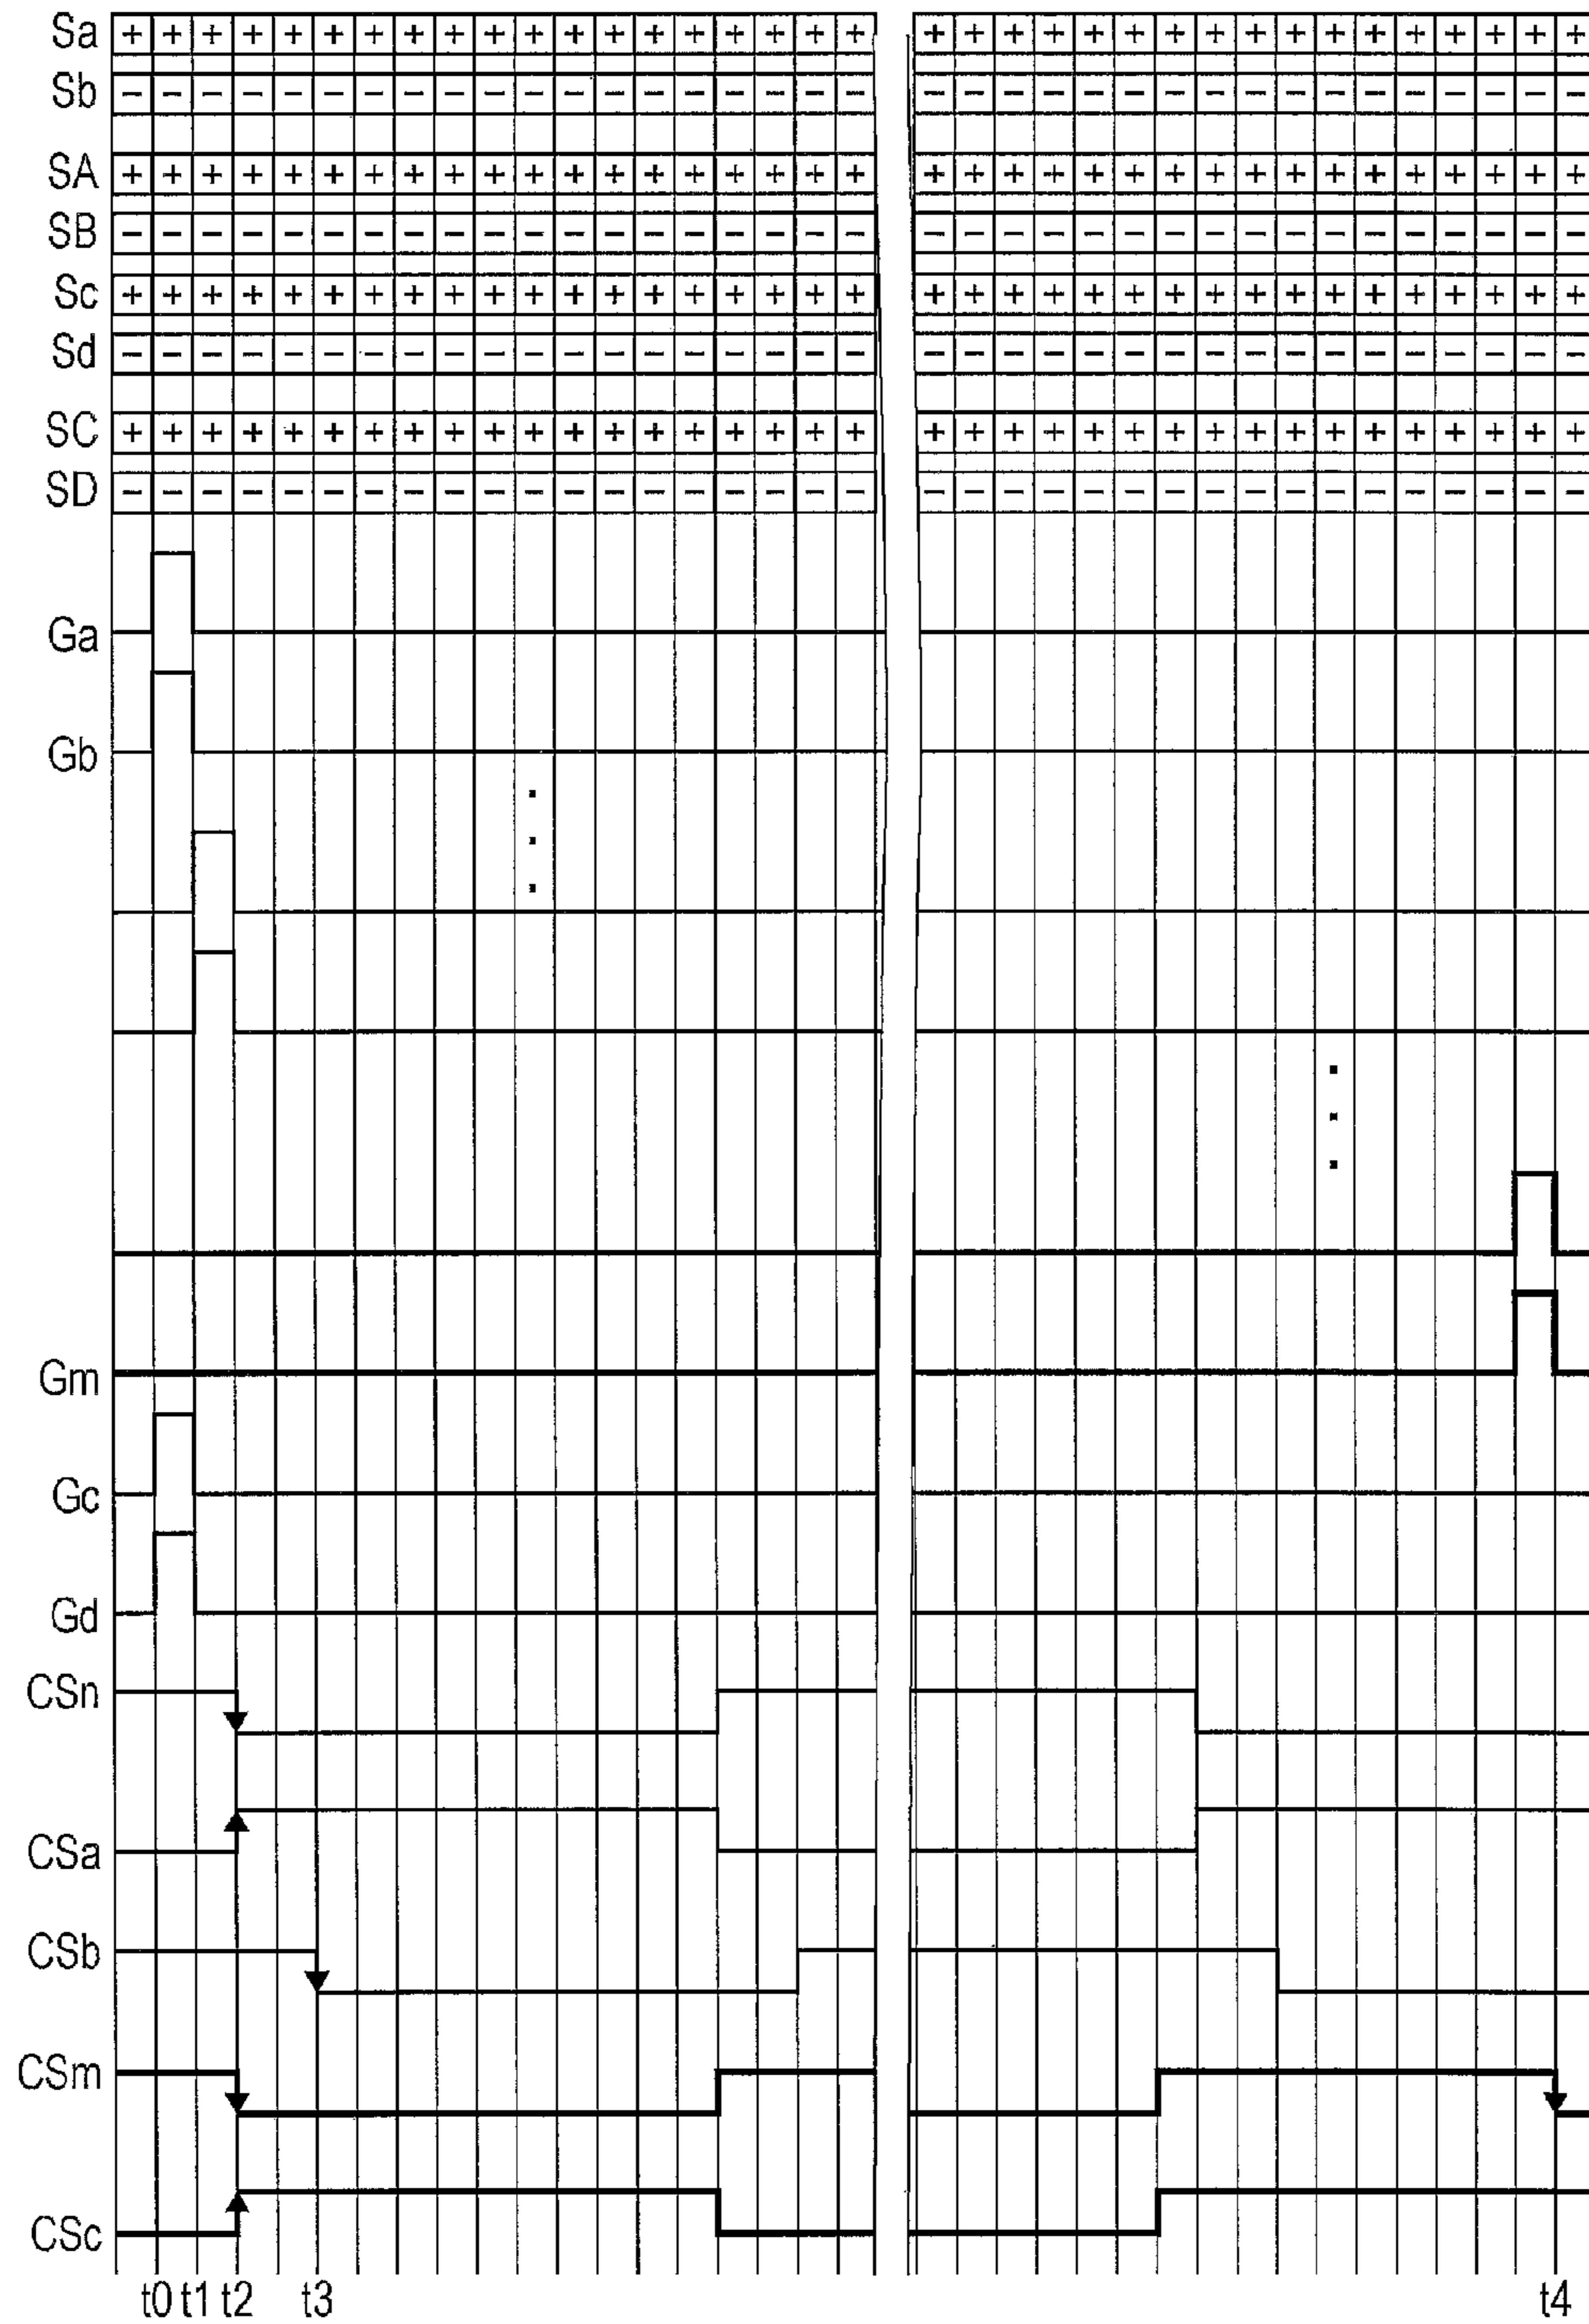 Sa + + + + + + + + + + + + + + + + + + + + + + + + + + + + + + + + + + + +
Sb − − − − − − − − − − − − − − − − − − − − − − − − − − − − − − − − − − − −
SA + + + + + + + + + + + + + + + + + + + + + + + + + + + + + + + + + + + +
SB − − − − − − − − − − − − − − − − − − − − − − − − − − − − − − − − − − − −
Sc + + + + + + + + + + + + + + + + + + + + + + + + + + + + + + + + + + + +
Sd − − − − − − − − − − − − − − − − − − − − − − − − − − − − − − − − − − − −
SC + + + + + + + + + + + + + + + + + + + + + + + + + + + + + + + + + + + +
SD − − − − − − − − − − − − − − − − − − − − − − − − − − − − − − − − − − − −
Ga
Gb
Gm
Gc
Gd
CSn
CSa
CSb
CSm
CSc
t0 t1 t2 t3 t4